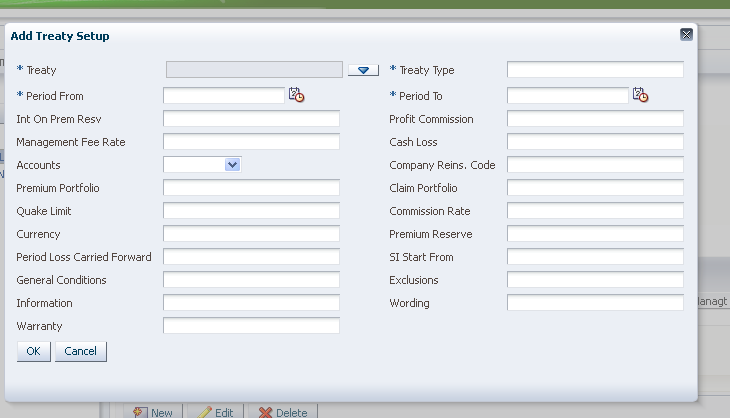 Add Treaty Setup
* Treaty * Treaty Type
* Period From * Period To
Int On Prem Resv Profit Commission
Management Fee Rate Cash Loss
Accounts Company Reins. Code
Premium Portfolio Claim Portfolio
Quake Limit Commission Rate
Currency Premium Reserve
Period Loss Carried Forward SI Start From
General Conditions Exclusions
Information Wording
Managt
Warranty
OK Cancel
New Edit Delete